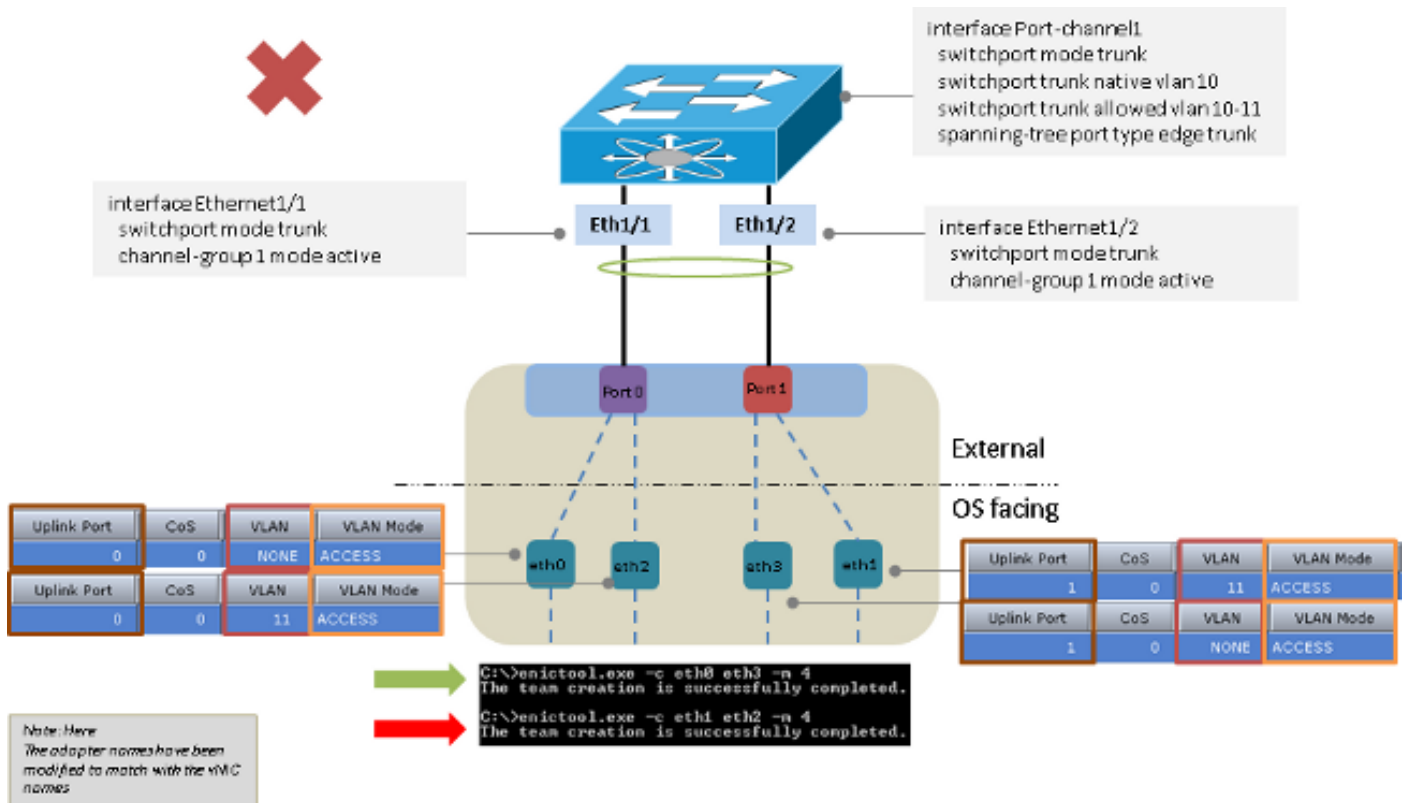 interface Port-channel1
switchport mode trunk
switchport trunk native vlan 10
switchport trunk allowed vlan 10-11
spanning-tree port type edge trunk
interface Ethernet1/1
switchport mode trunk
channel-group 1 mode active
Eth1/1
Eth1/2
interface Ethernet1/2
switchport mode trunk
channel-group 1 mode active
Port 0
Port 1
External
OS facing
Uplink Port CoS VLAN VLAN Mode
0 0 NONE ACCESS
Uplink Port CoS VLAN VLAN Mode
0 0 11 ACCESS
eth0
eth2
eth3
eth1
Uplink Port CoS VLAN VLAN Mode
1 0 11 ACCESS
Uplink Port CoS VLAN VLAN Mode
1 0 NONE ACCESS
C:\>enictool.exe -c eth0 eth3 -m 4
The team creation is successfully completed.
C:\>enictool.exe -c eth1 eth2 -m 4
The team creation is successfully completed.
Note: Here
The adapter names have been
modified to match with the vNIC
names